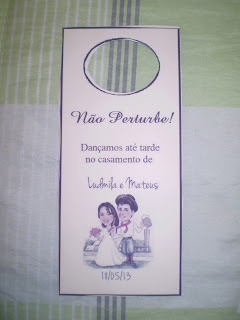 Não Perturbe!
Dançamos até tarde
no casamento de
Ludmila e Mateus
18/05/13